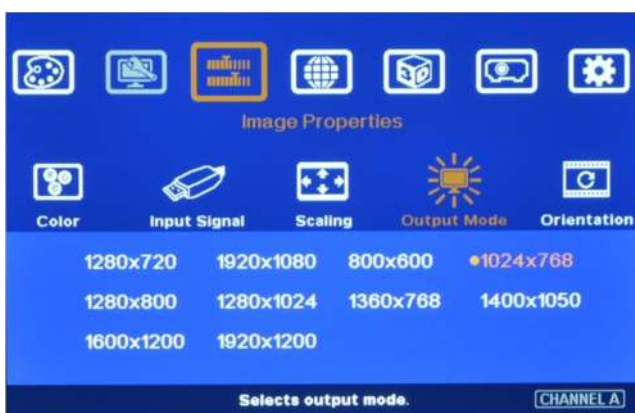 3D
Image Properties
Color Input Signal Scaling Output Mode Orientation
1280x720 1920x1080 800x600 1024x768
1280x800 1280x1024 1360x768 1400x1050
1600x1200 1920x1200
Selects output mode. CHANNEL A